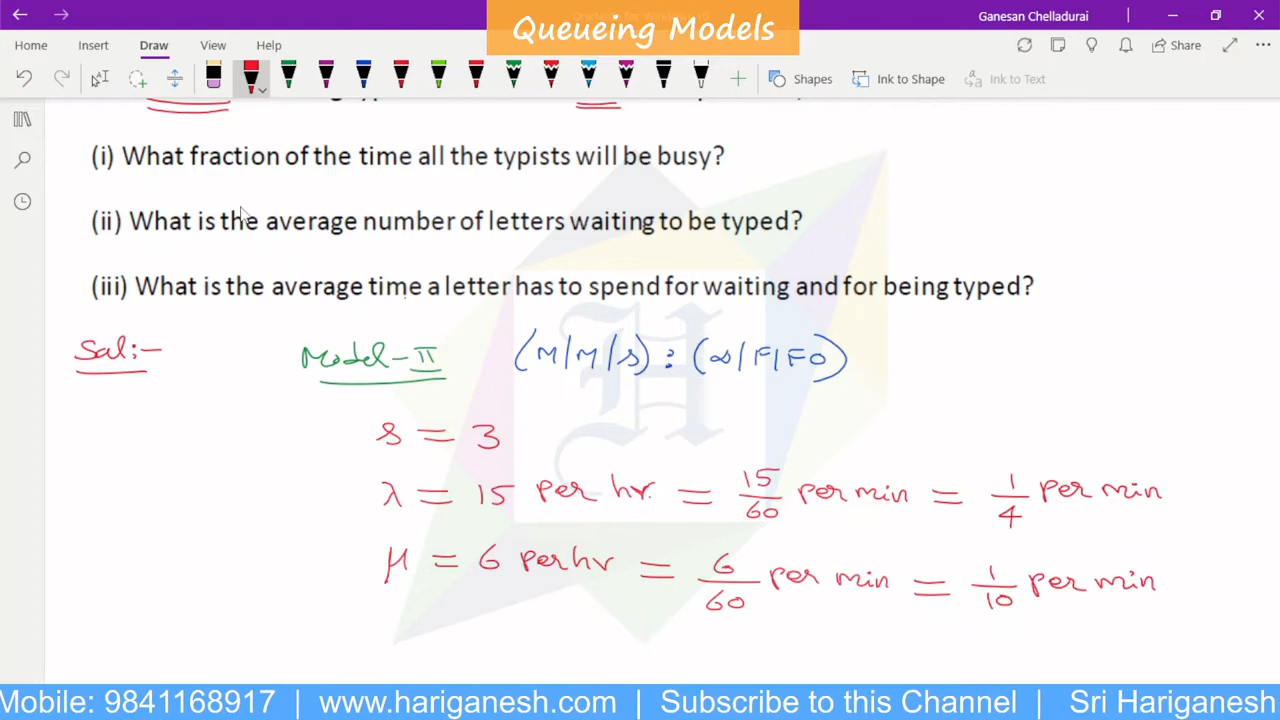 Queueing Models
Ganesan Chelladurai
Home Insert Draw View Help Share
Shapes Ink to Shape Ink to Text
(i) What fraction of the time all the typists will be busy?
(ii) What is the average number of letters waiting to be typed?
(iii) What is the average time a letter has to spend for waiting and for being typed?
Sol:- Model-II (M/M/s) : (∞/FIFO)
s = 3
λ = 15 per hr. = 15/60 per min = 1/4 per min
μ = 6 per hr = 6/60 per min = 1/10 per min
Mobile: 9841168917 | www.hariganesh.com | Subscribe to this Channel | Sri Hariganesh